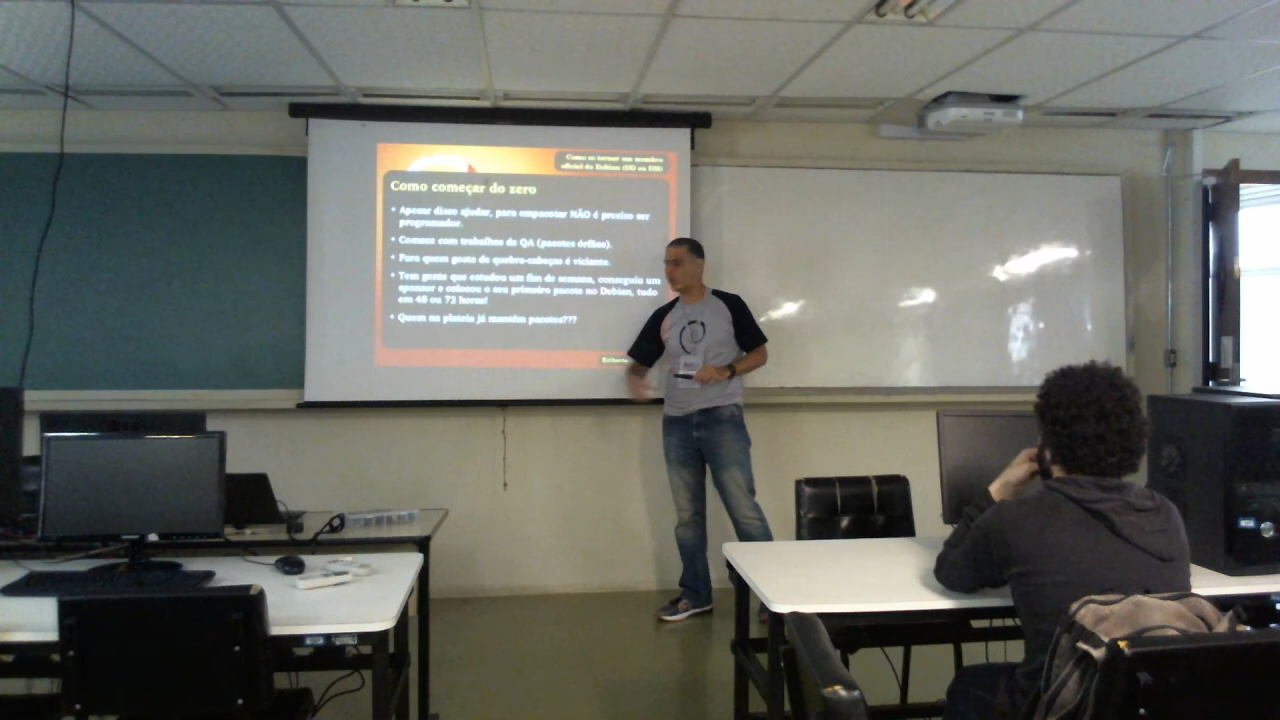 Como se tornar um membro
oficial do Debian (DD ou DM)
Como começar do zero
• Apesar disso ajudar, para empacotar NÃO é preciso ser
programador.
• Comece com trabalhos de QA (pacotes órfãos).
• Para quem gosta de quebra-cabeças é viciante.
• Tem gente que estudou um fim de semana, conseguiu um
sponsor e colocou o seu primeiro pacote no Debian, tudo
em 48 ou 72 horas!
• Quem na plateia já mantém pacotes???
Eriberto